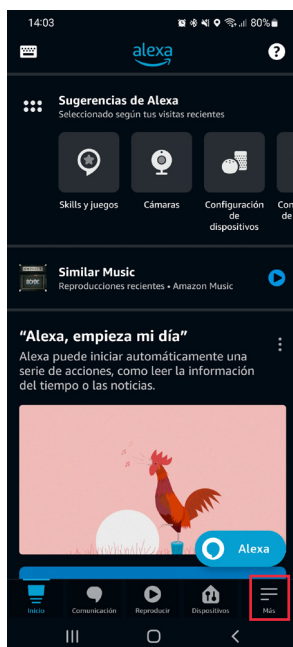 14:03
80%
alexa
?
Sugerencias de Alexa
Seleccionado según tus visitas recientes
Skills y juegos
Cámaras
Configuración
de
dispositivos
Con
de
Similar Music
Reproducciones recientes • Amazon Music
“Alexa, empieza mi día”
Alexa puede iniciar automáticamente una
serie de acciones, como leer la información
del tiempo o las noticias.
Alexa
Inicio
Comunicación
Reproducir
Dispositivos
Más